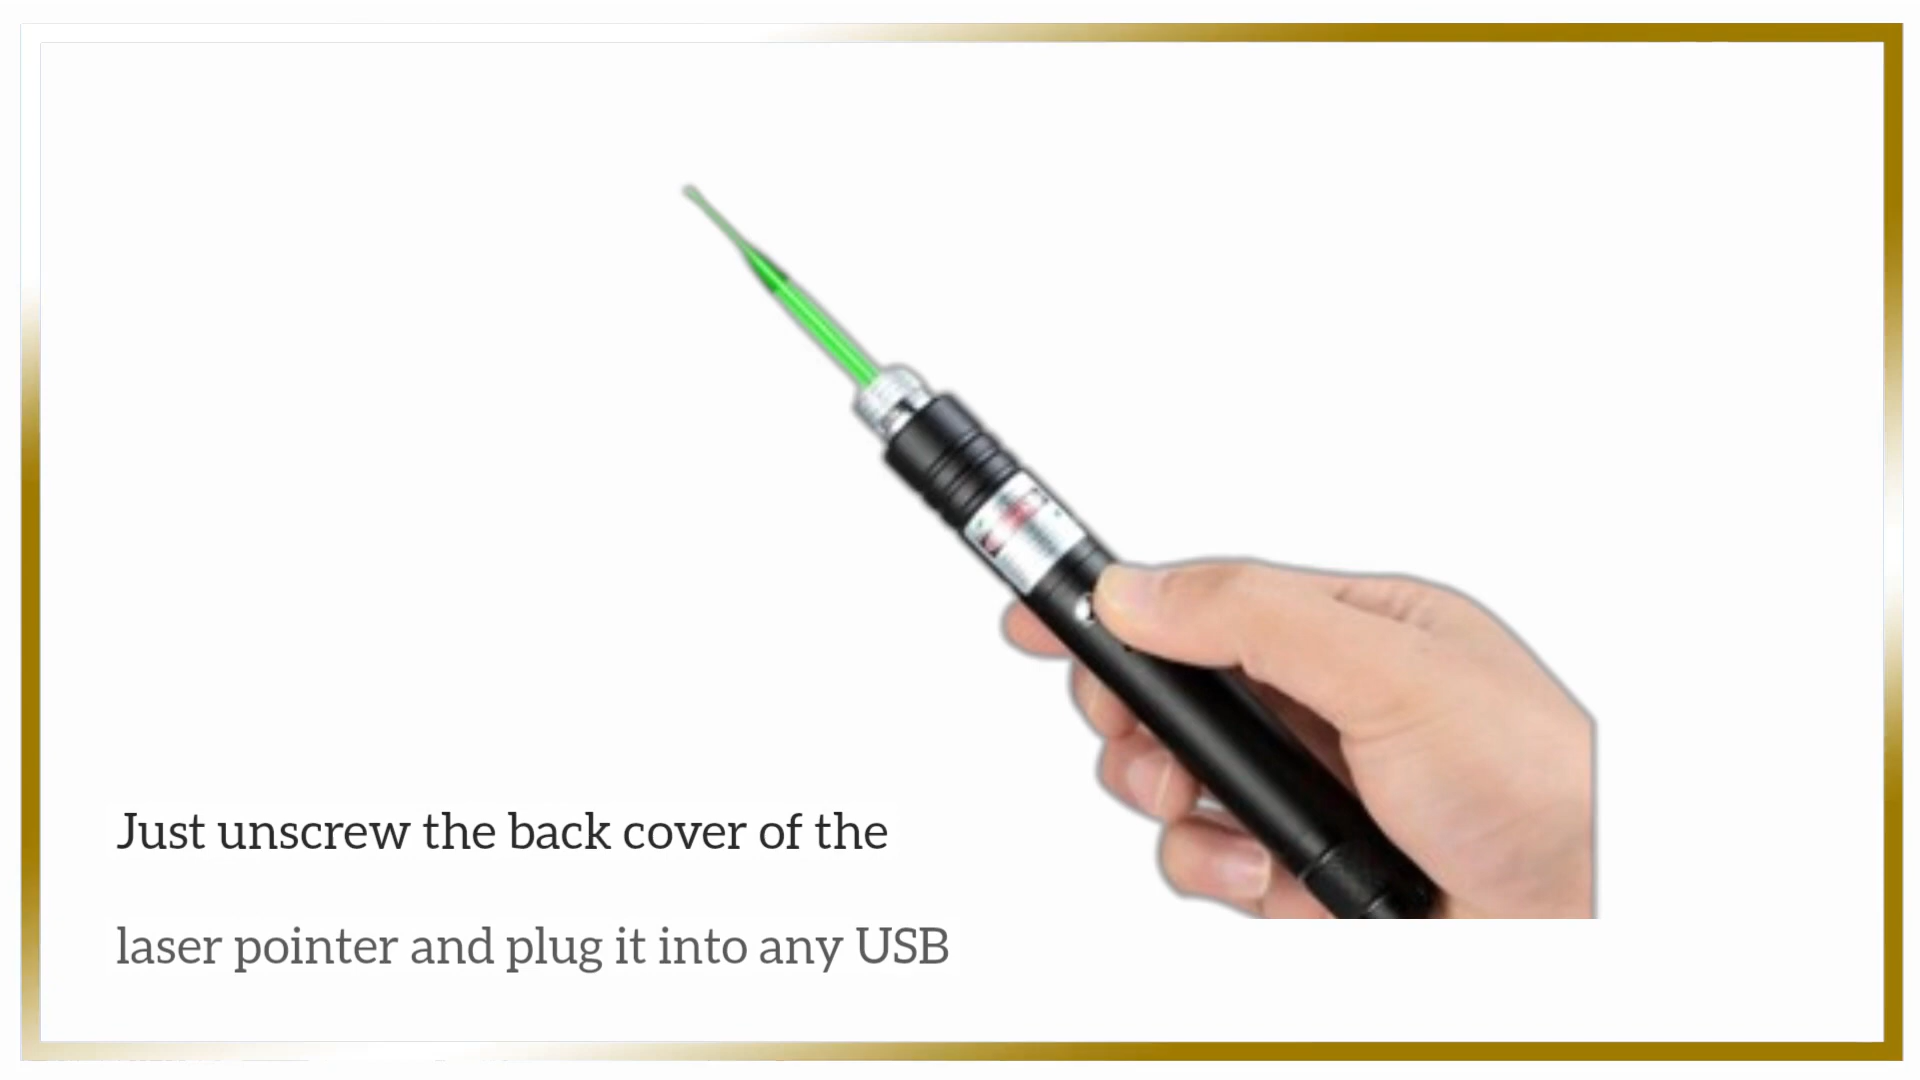 Just unscrew the back cover of the
laser pointer and plug it into any USB